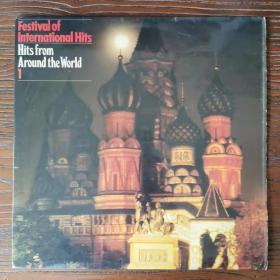 Festival of
International Hits
Hits from
Around the World
1